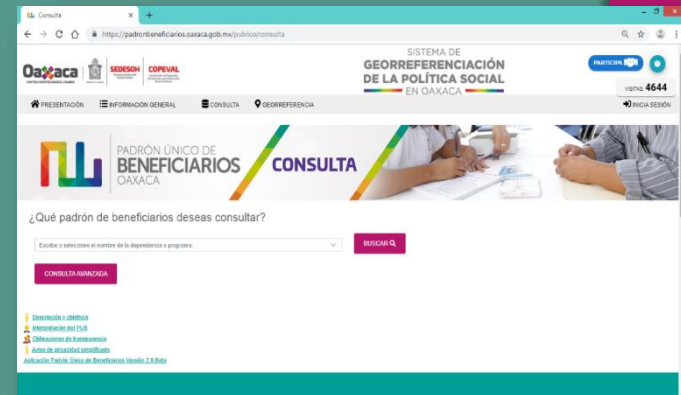 Consulta
https://padronbeneficiarios.oaxaca.gob.mx/publico/consulta
Oaxaca
SEDESOH
COPEVAL
SISTEMA DE
GEORREFERENCIACIÓN
DE LA POLÍTICA SOCIAL
EN OAXACA
PARTICIPA
VISITAS: 4644
PRESENTACIÓN
INFORMACIÓN GENERAL
CONSULTA
GEORREFERENCIA
INICIA SESIÓN
PADRÓN ÚNICO DE
BENEFICIARIOS
OAXACA
CONSULTA
¿Qué padrón de beneficiarios deseas consultar?
Escribe o seleccione el nombre de la dependencia o programa:
BUSCAR
CONSULTA AVANZADA
Descripción y objetivos
Interpretación del PUB
Obligaciones de transparencia
Aviso de privacidad simplificado
Aplicación Padrón Único de Beneficiarios Versión 2.0 Beta